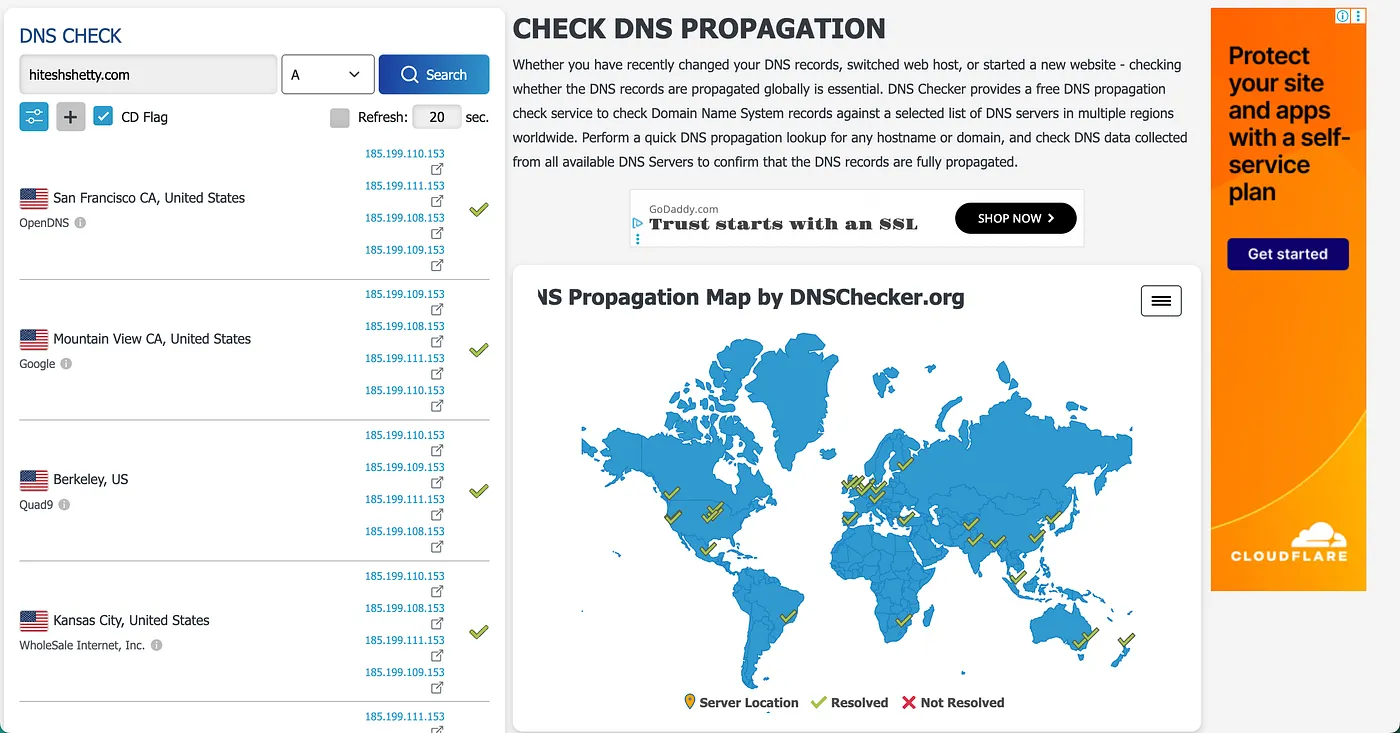 DNS CHECK
hiteshshetty.com
A
Search
CD Flag
Refresh: 20 sec.
185.199.110.153
185.199.111.153
San Francisco CA, United States
185.199.108.153
OpenDNS
185.199.109.153
185.199.109.153
185.199.108.153
Mountain View CA, United States
185.199.111.153
Google
185.199.110.153
185.199.110.153
185.199.109.153
Berkeley, US
185.199.111.153
Quad9
185.199.108.153
185.199.110.153
185.199.108.153
Kansas City, United States
185.199.111.153
WholeSale Internet, Inc.
185.199.109.153
185.199.111.153
CHECK DNS PROPAGATION
Whether you have recently changed your DNS records, switched web host, or started a new website - checking
whether the DNS records are propagated globally is essential. DNS Checker provides a free DNS propagation
check service to check Domain Name System records against a selected list of DNS servers in multiple regions
worldwide. Perform a quick DNS propagation lookup for any hostname or domain, and check DNS data collected
from all available DNS Servers to confirm that the DNS records are fully propagated.
GoDaddy.com
Trust starts with an SSL
SHOP NOW
NS Propagation Map by DNSChecker.org
Server Location
Resolved
Not Resolved
Protect
your site
and apps
with a self-
service
plan
Get started
CLOUDFLARE